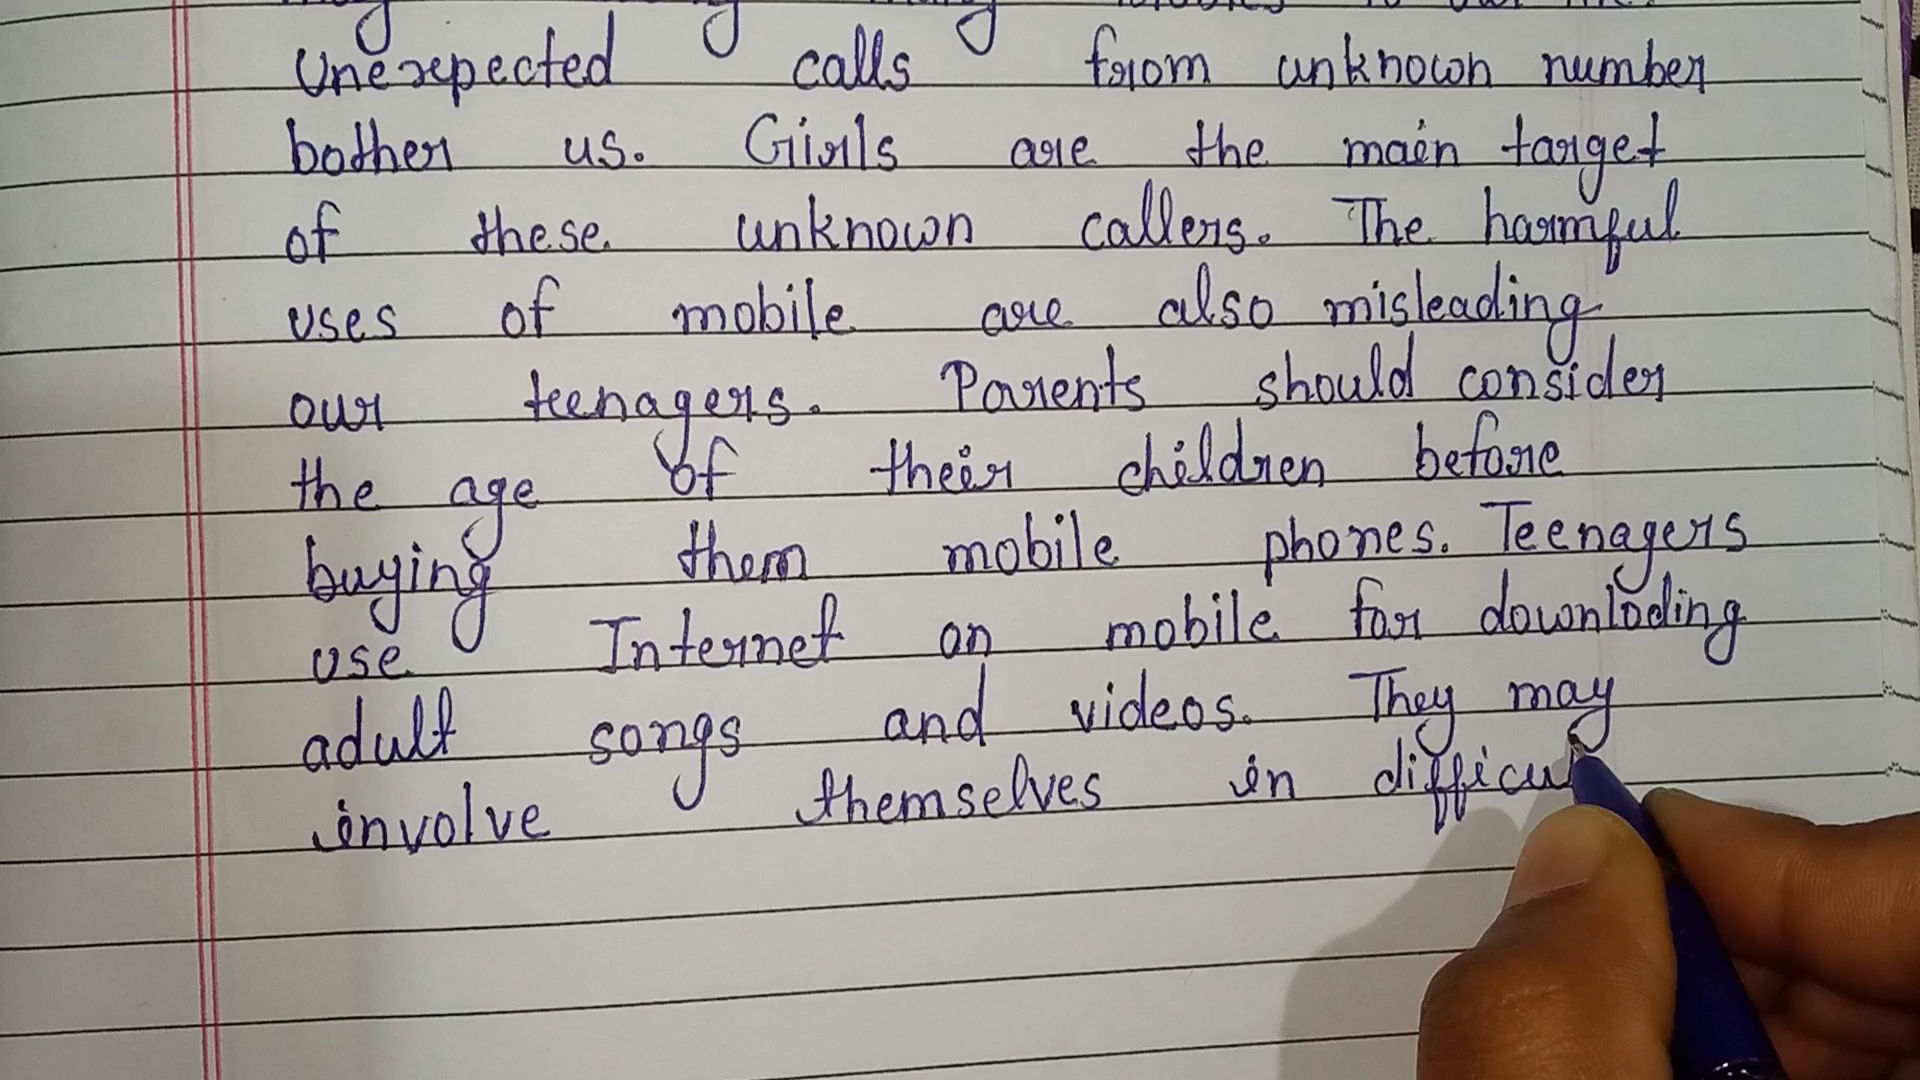 Unexepected calls from unknown number
bother us. Girls are the main target
of these unknown callers. The harmful
uses of mobile are also misleading
our teenagers. Parents should consider
the age of their children before
buying them mobile phones. Teenagers
use Internet on mobile for downloding
adult songs and videos. They may
involve themselves in difficul